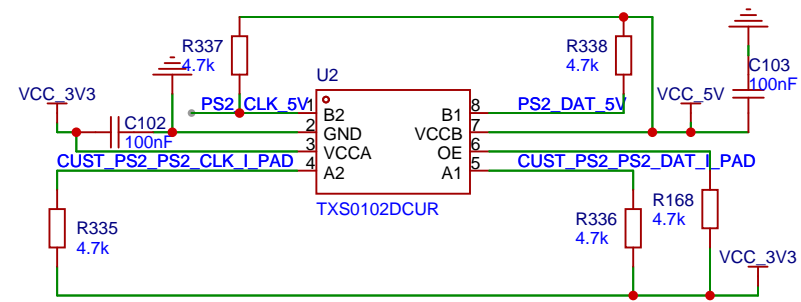 R337
4.7k
R338
4.7k
C103
100nF
U2
VCC_3V3
VCC_5V
PS2_CLK_5V
1
B2
B1
8
PS2_DAT_5V
C102
100nF
2
GND
VCCB
7
3
VCCA
OE
6
CUST_PS2_PS2_CLK_I_PAD
4
A2
A1
5
CUST_PS2_PS2_DAT_I_PAD
TXS0102DCUR
R335
4.7k
R336
4.7k
R168
4.7k
VCC_3V3